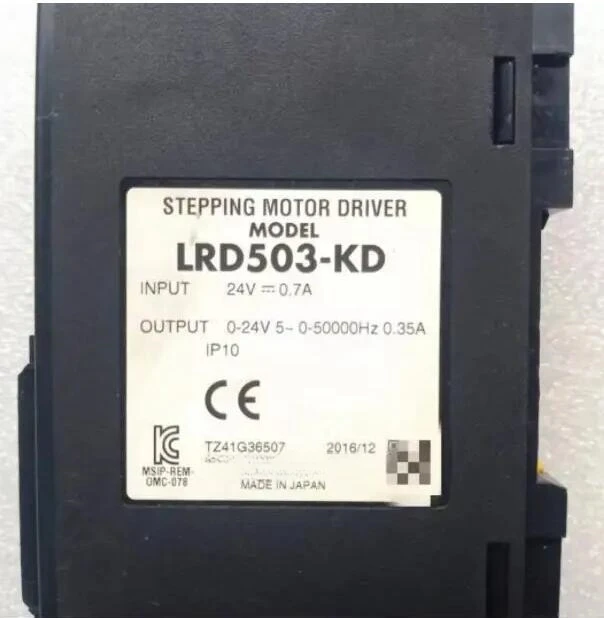 STEPPING MOTOR DRIVER
MODEL
LRD503-KD
INPUT 24V ⎓ 0.7A
OUTPUT 0-24V 5~ 0-50000Hz 0.35A
IP10
CE
TZ41G36507 2016/12
MSIP-REM-
OMC-078
MADE IN JAPAN